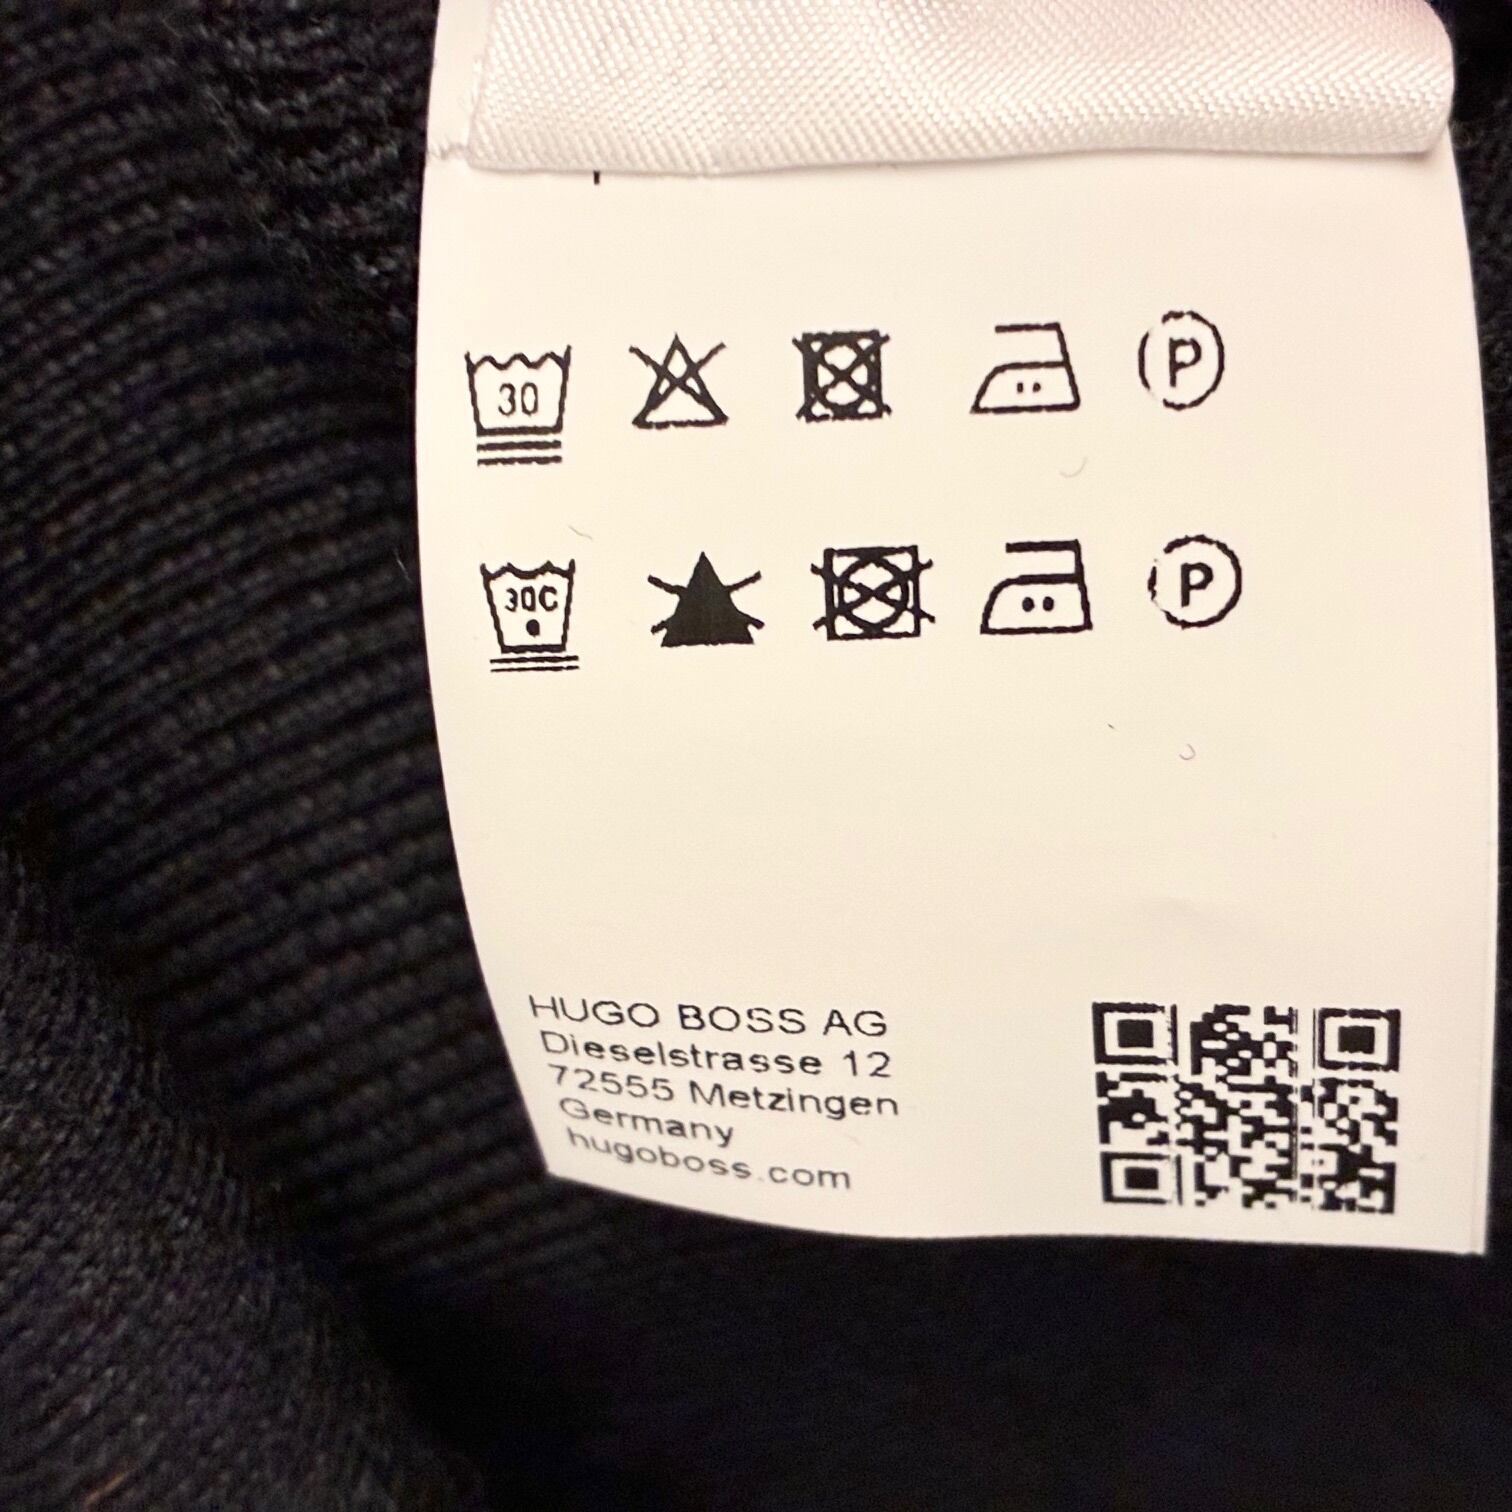 30
P
30C
P
HUGO BOSS AG
Dieselstrasse 12
72555 Metzingen
Germany
hugoboss.com